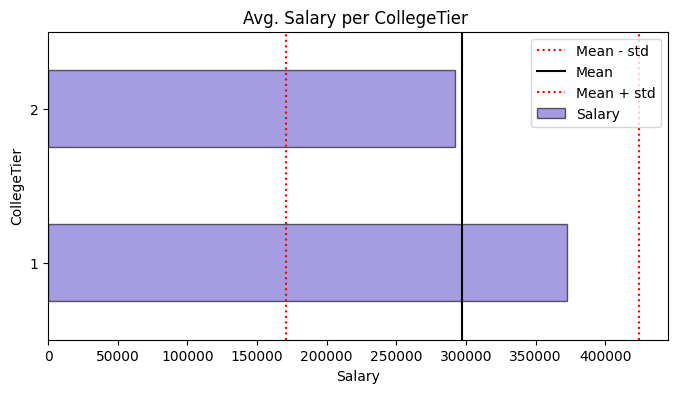 Avg. Salary per CollegeTier
Mean - std
Mean
Mean + std
Salary
CollegeTier
2
1
0 50000 100000 150000 200000 250000 300000 350000 400000
Salary